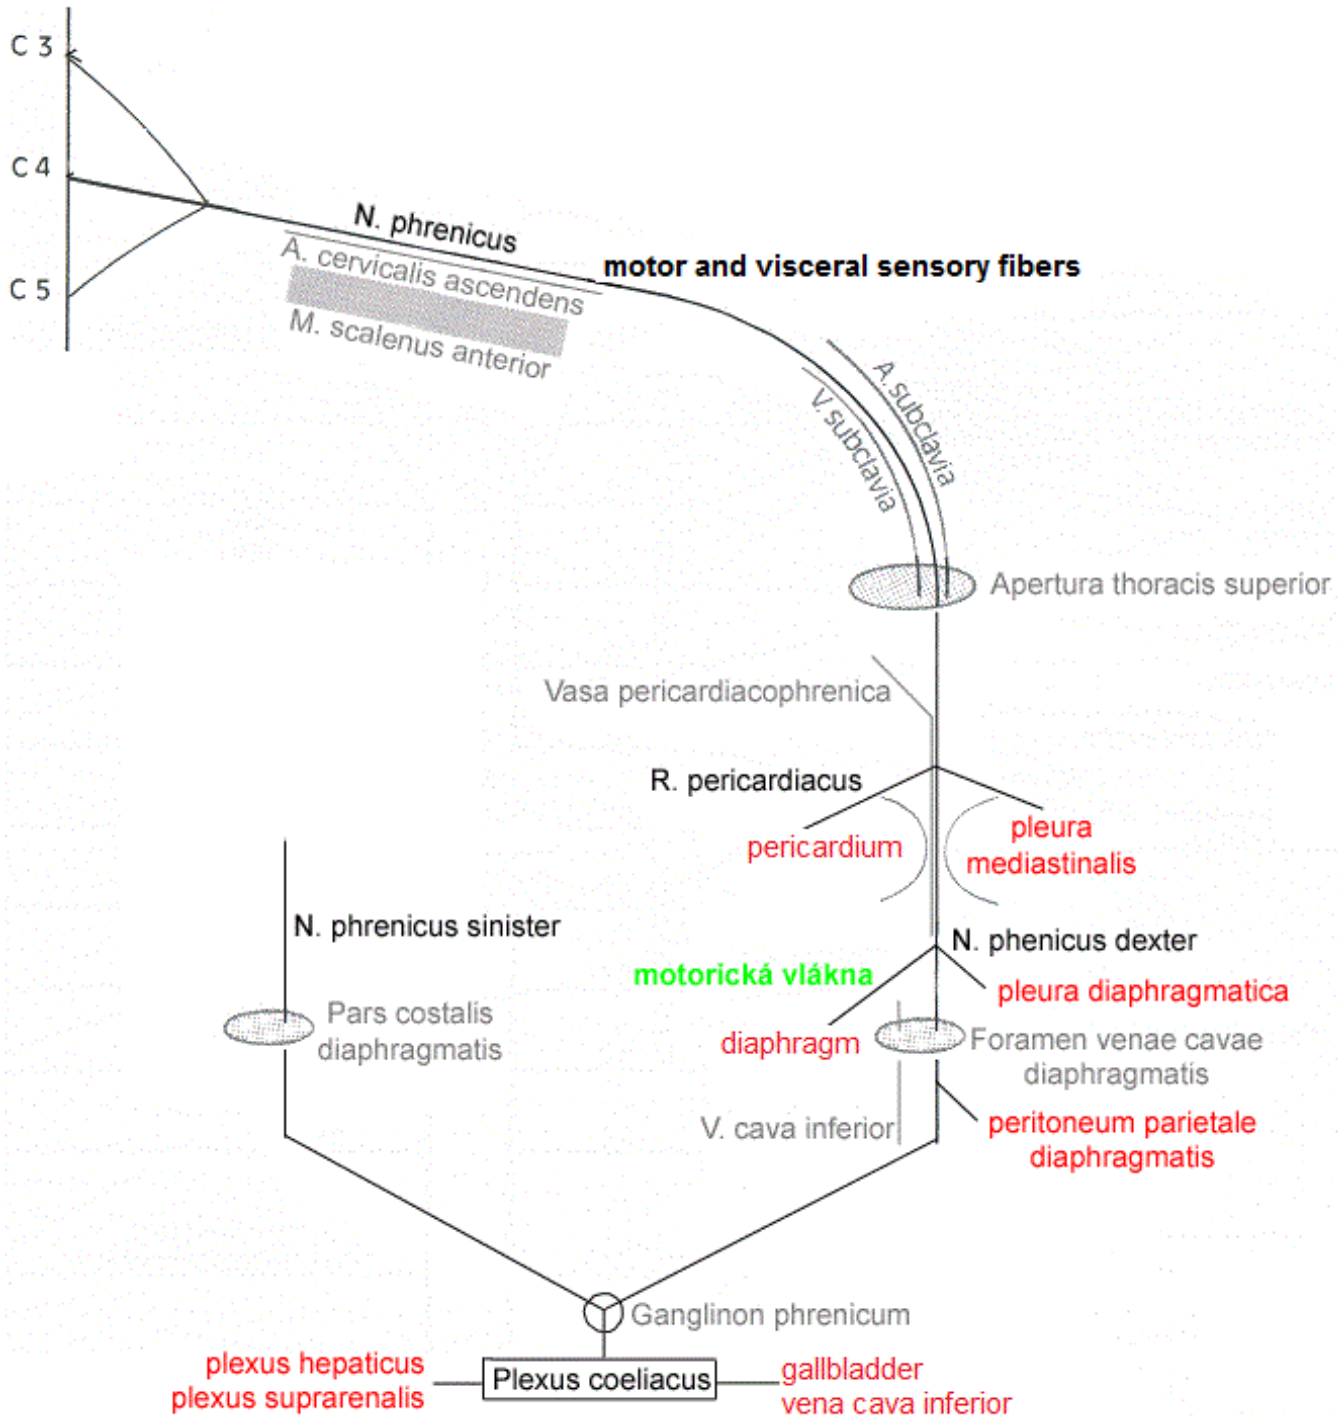 C 3
C 4
C 5
N. phrenicus
A. cervicalis ascendens
M. scalenus anterior
motor and visceral sensory fibers
A. subclavia
V. subclavia
Apertura thoracis superior
Vasa pericardiacophrenica
R. pericardiacus
pericardium
pleura
mediastinalis
N. phrenicus sinister
N. phenicus dexter
motorická vlákna
pleura diaphragmatica
Pars costalis
diaphragmatis
diaphragm
Foramen venae cavae
diaphragmatis
V. cava inferior
peritoneum parietale
diaphragmatis
Ganglinon phrenicum
plexus hepaticus
plexus suprarenalis
Plexus coeliacus
gallbladder
vena cava inferior